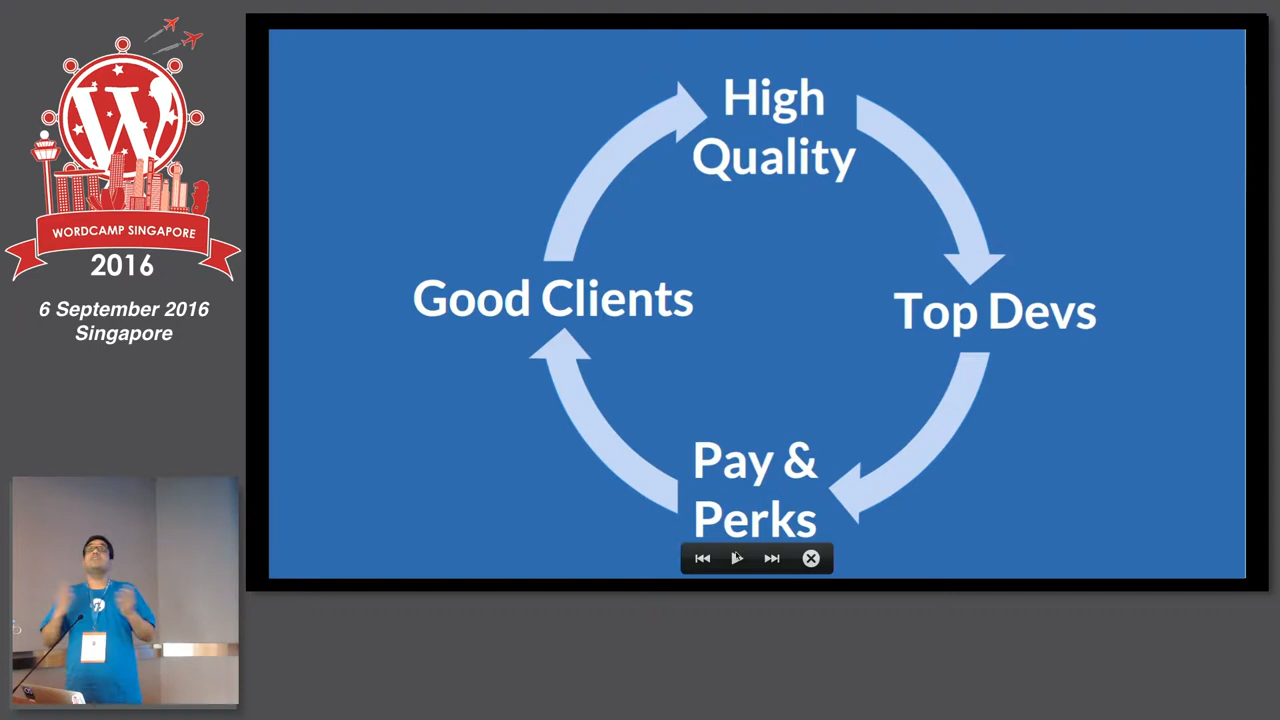 W
WORDCAMP SINGAPORE
2016
6 September 2016
Singapore
High
Quality
Good Clients
Top Devs
Pay &
Perks